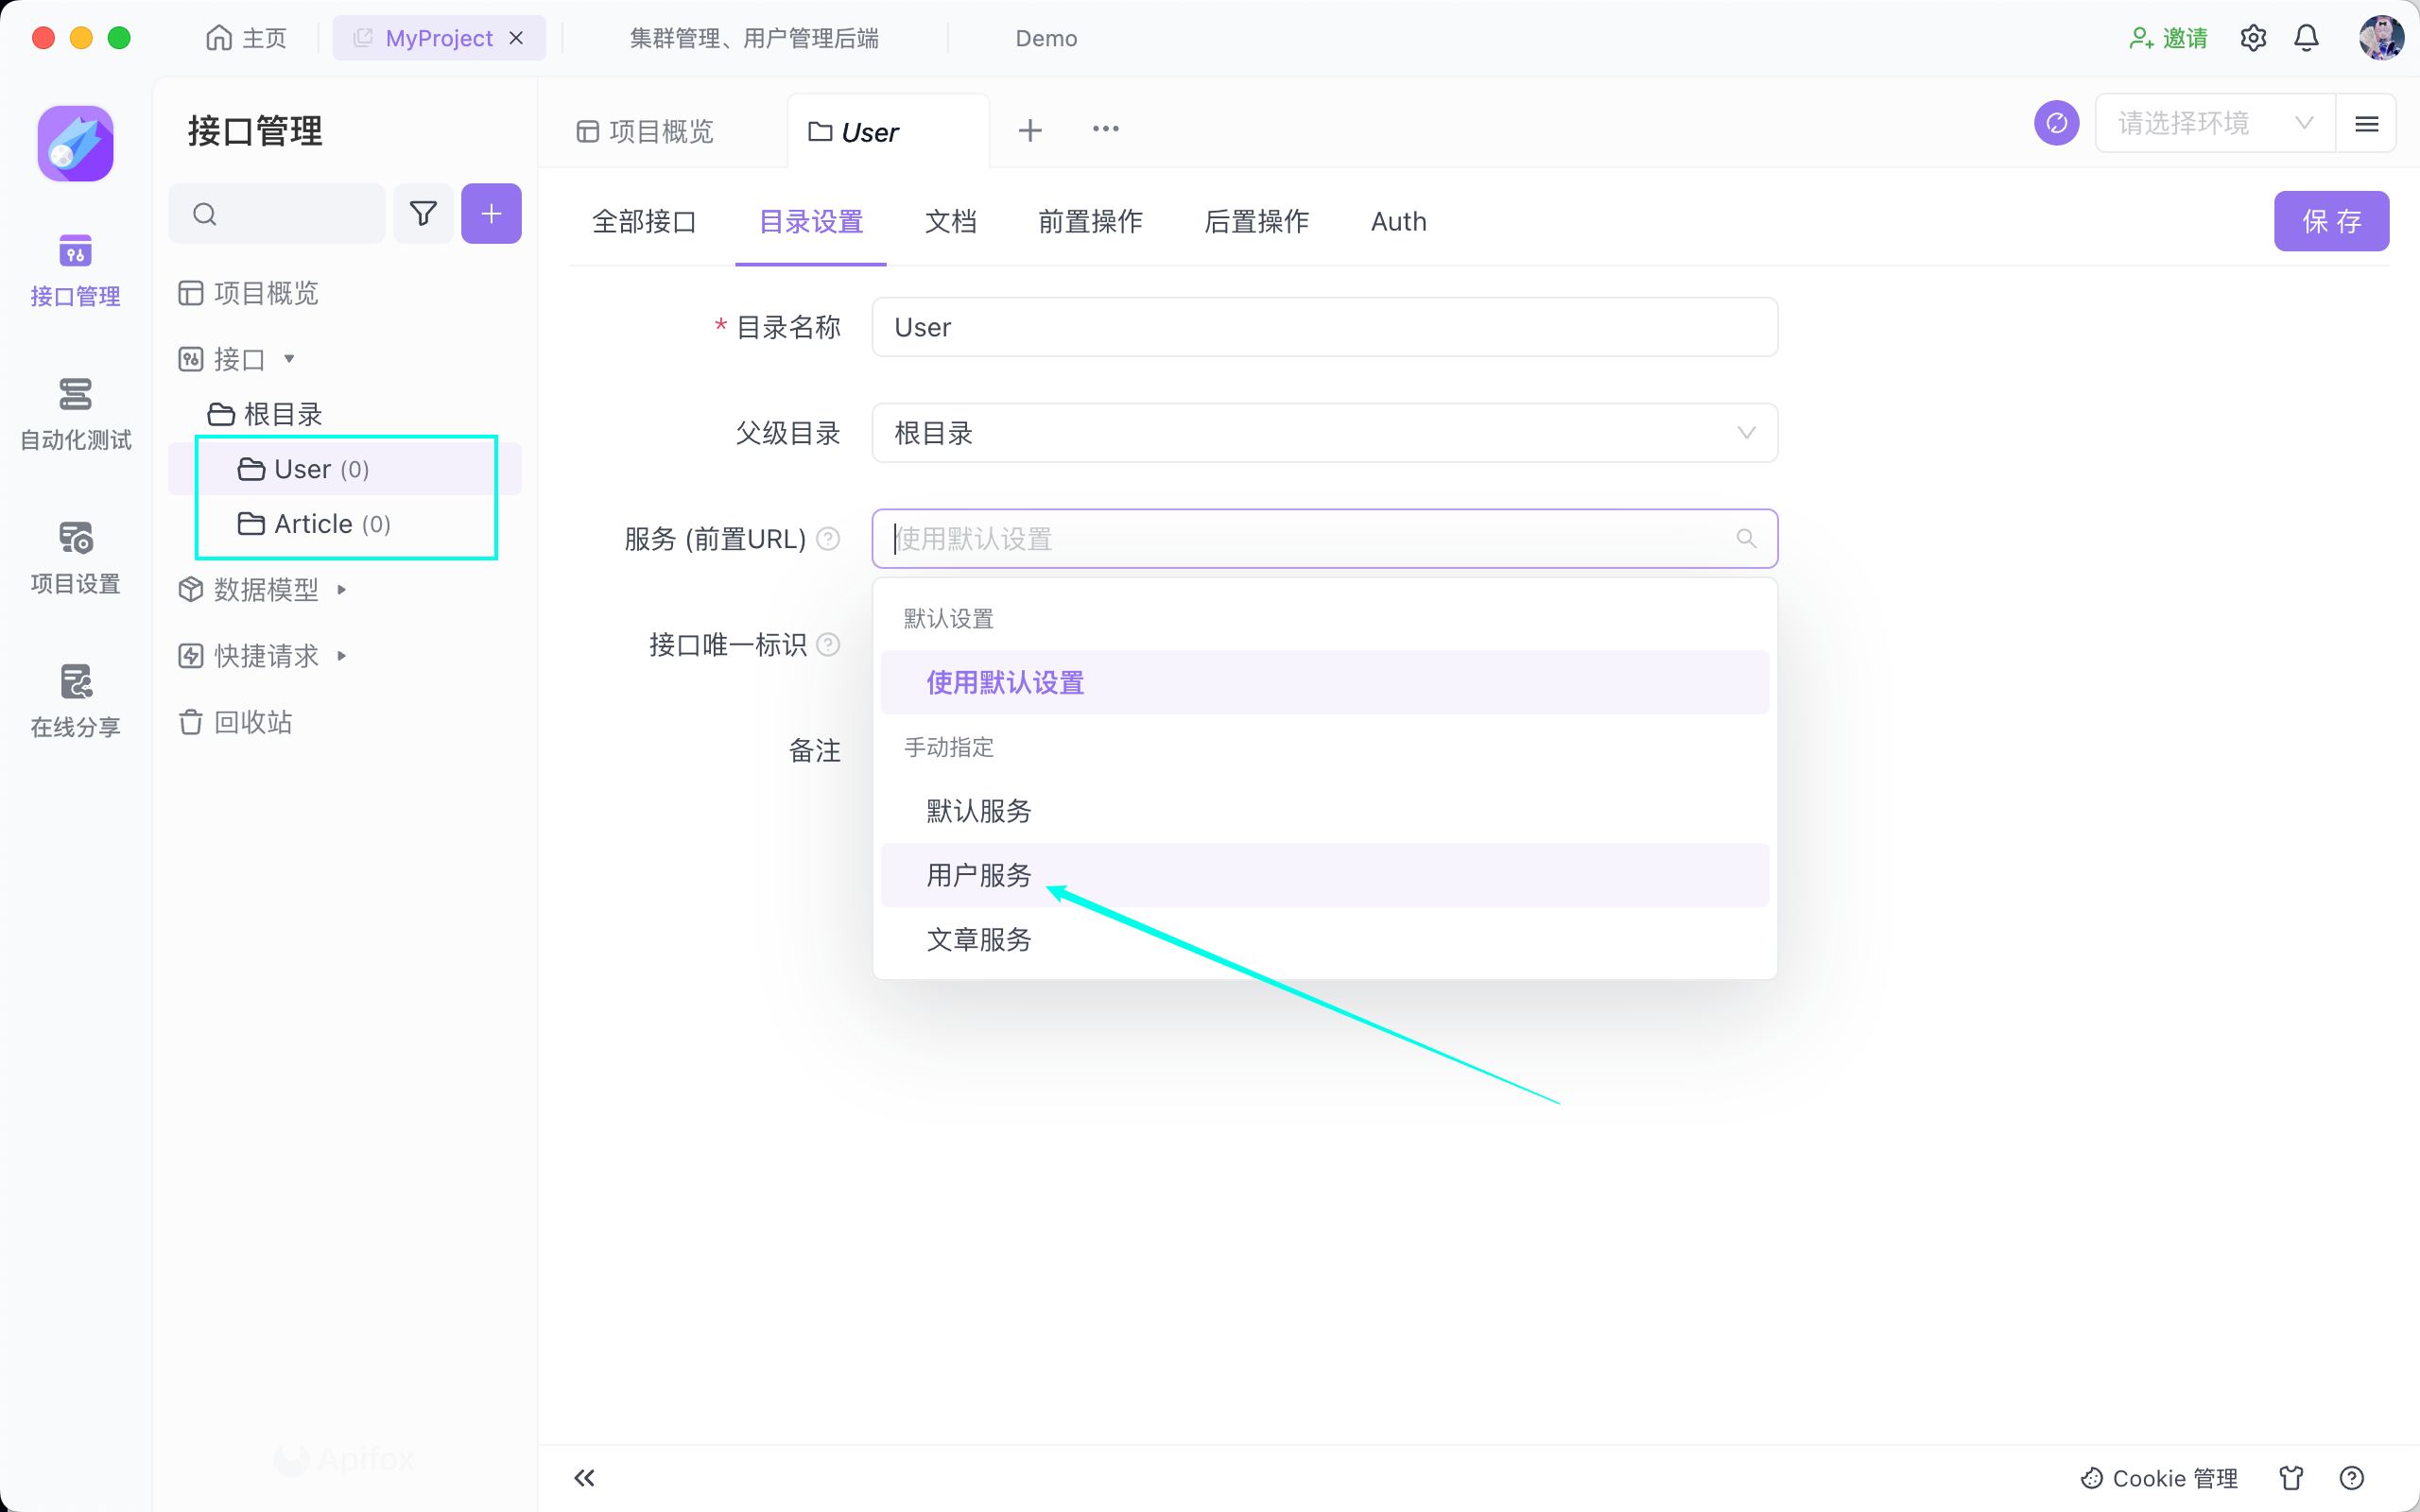 主页
MyProject
集群管理、用户管理后端
Demo
邀请
接口管理
自动化测试
项目设置
在线分享
接口管理
项目概览
接口
根目录
User (0)
Article (0)
数据模型
快捷请求
回收站
Apifox
项目概览
User
请选择环境
全部接口
目录设置
文档
前置操作
后置操作
Auth
保 存
* 目录名称
User
父级目录
根目录
服务 (前置URL)
使用默认设置
接口唯一标识
备注
默认设置
使用默认设置
手动指定
默认服务
用户服务
文章服务
Cookie 管理